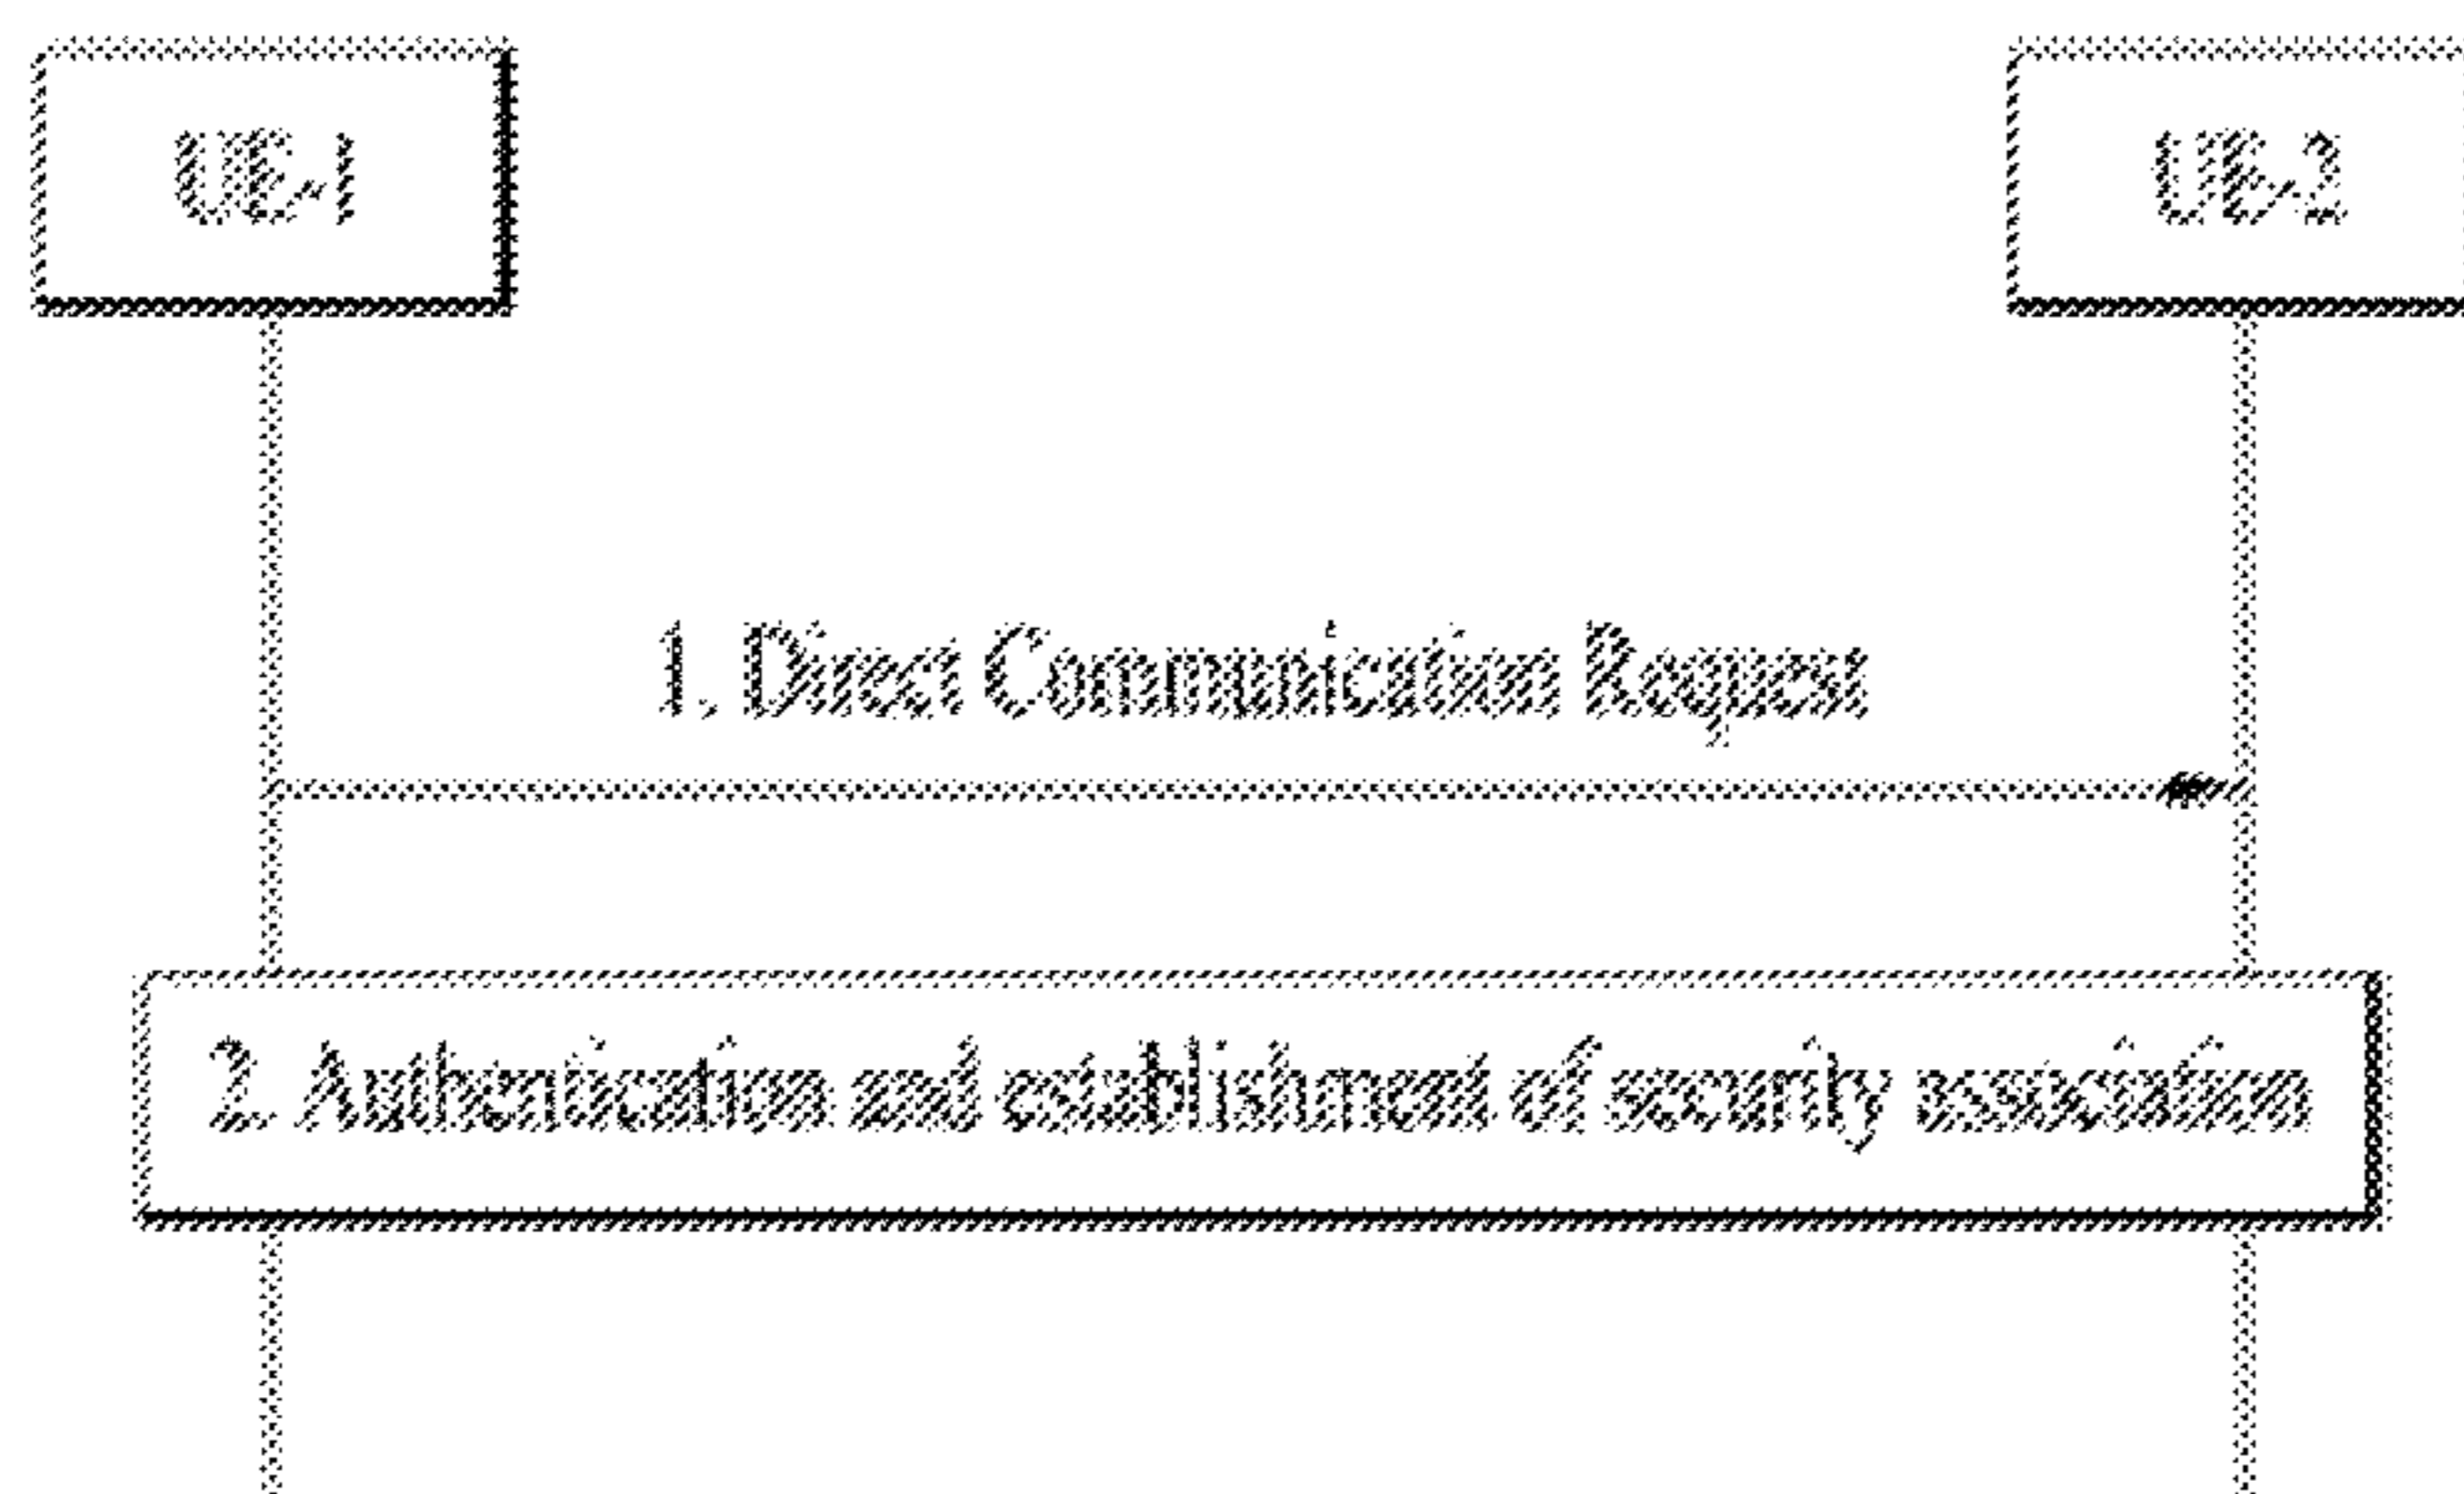 UE-1
UE-2
1. Direct Communication Request
2. Authentication and establishment of security association